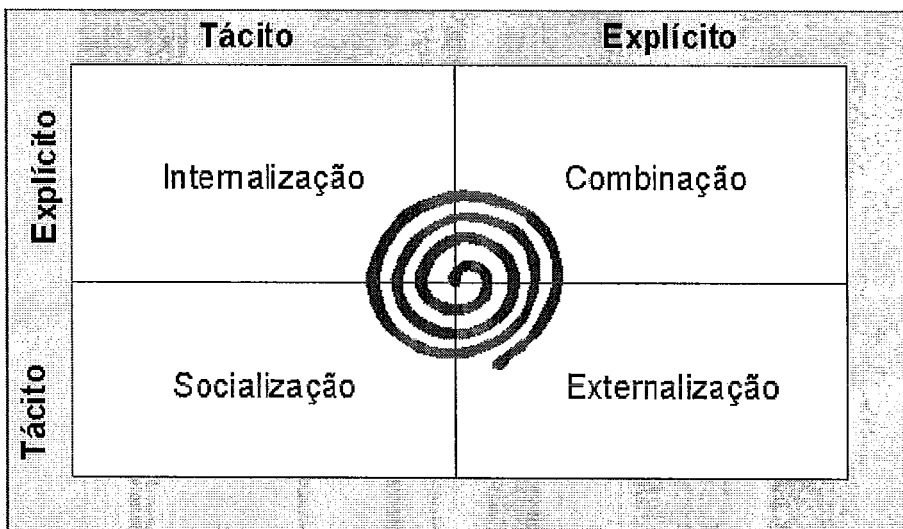 Tácito Explícito
Explícito
Internalização Combinação
Tácito
Socialização Externalização